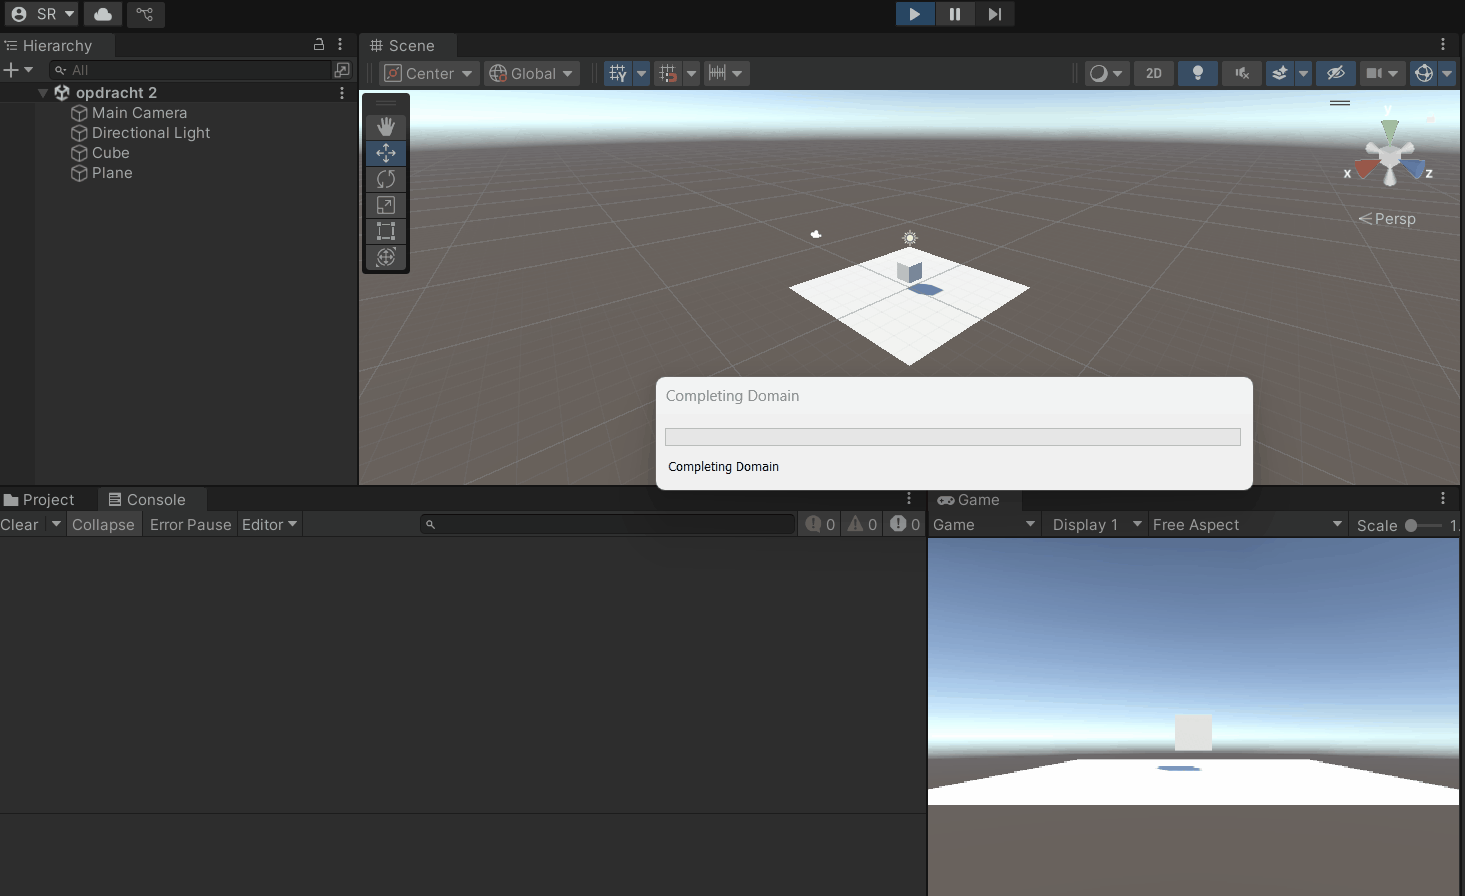 SR
Hierarchy
All
opdracht 2
Main Camera
Directional Light
Cube
Plane
Scene
Center
Global
2D
y
x
z
Persp
Completing Domain
Completing Domain
Project
Console
Clear
Collapse
Error Pause
Editor
0
0
0
Game
Game
Display 1
Free Aspect
Scale
1.